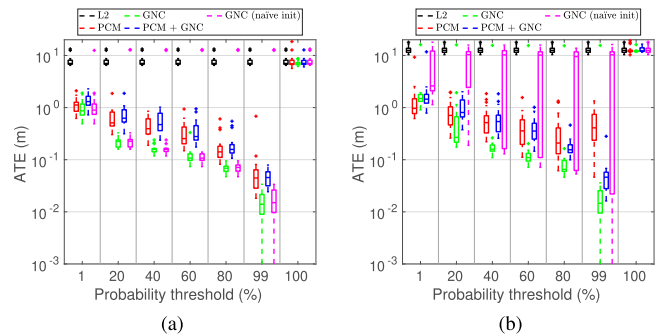 L2 GNC GNC (naïve init)
PCM PCM + GNC
10¹
10⁰
10⁻¹
10⁻²
10⁻³
ATE (m)
1 20 40 60 80 99 100
Probability threshold (%)
(a)
L2 GNC GNC (naïve init)
PCM PCM + GNC
10¹
10⁰
10⁻¹
10⁻²
10⁻³
ATE (m)
1 20 40 60 80 99 100
Probability threshold (%)
(b)